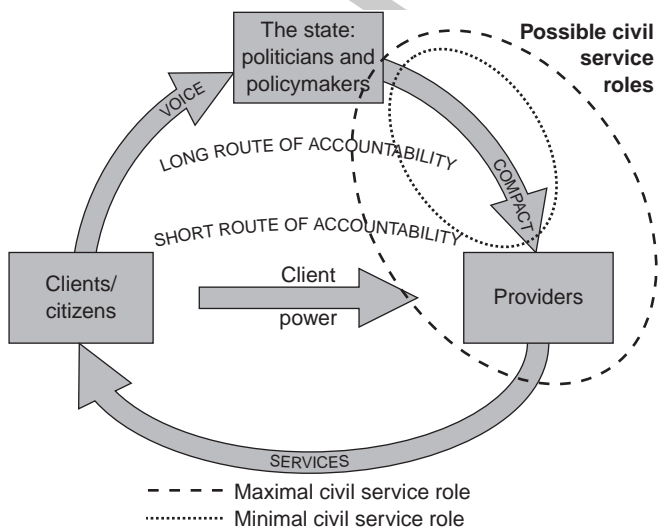 The state:
politicians and
policymakers
Possible civil
service
roles
VOICE
LONG ROUTE OF ACCOUNTABILITY
COMPACT
SHORT ROUTE OF ACCOUNTABILITY
Clients/
citizens
Client
power
Providers
SERVICES
Maximal civil service role
Minimal civil service role